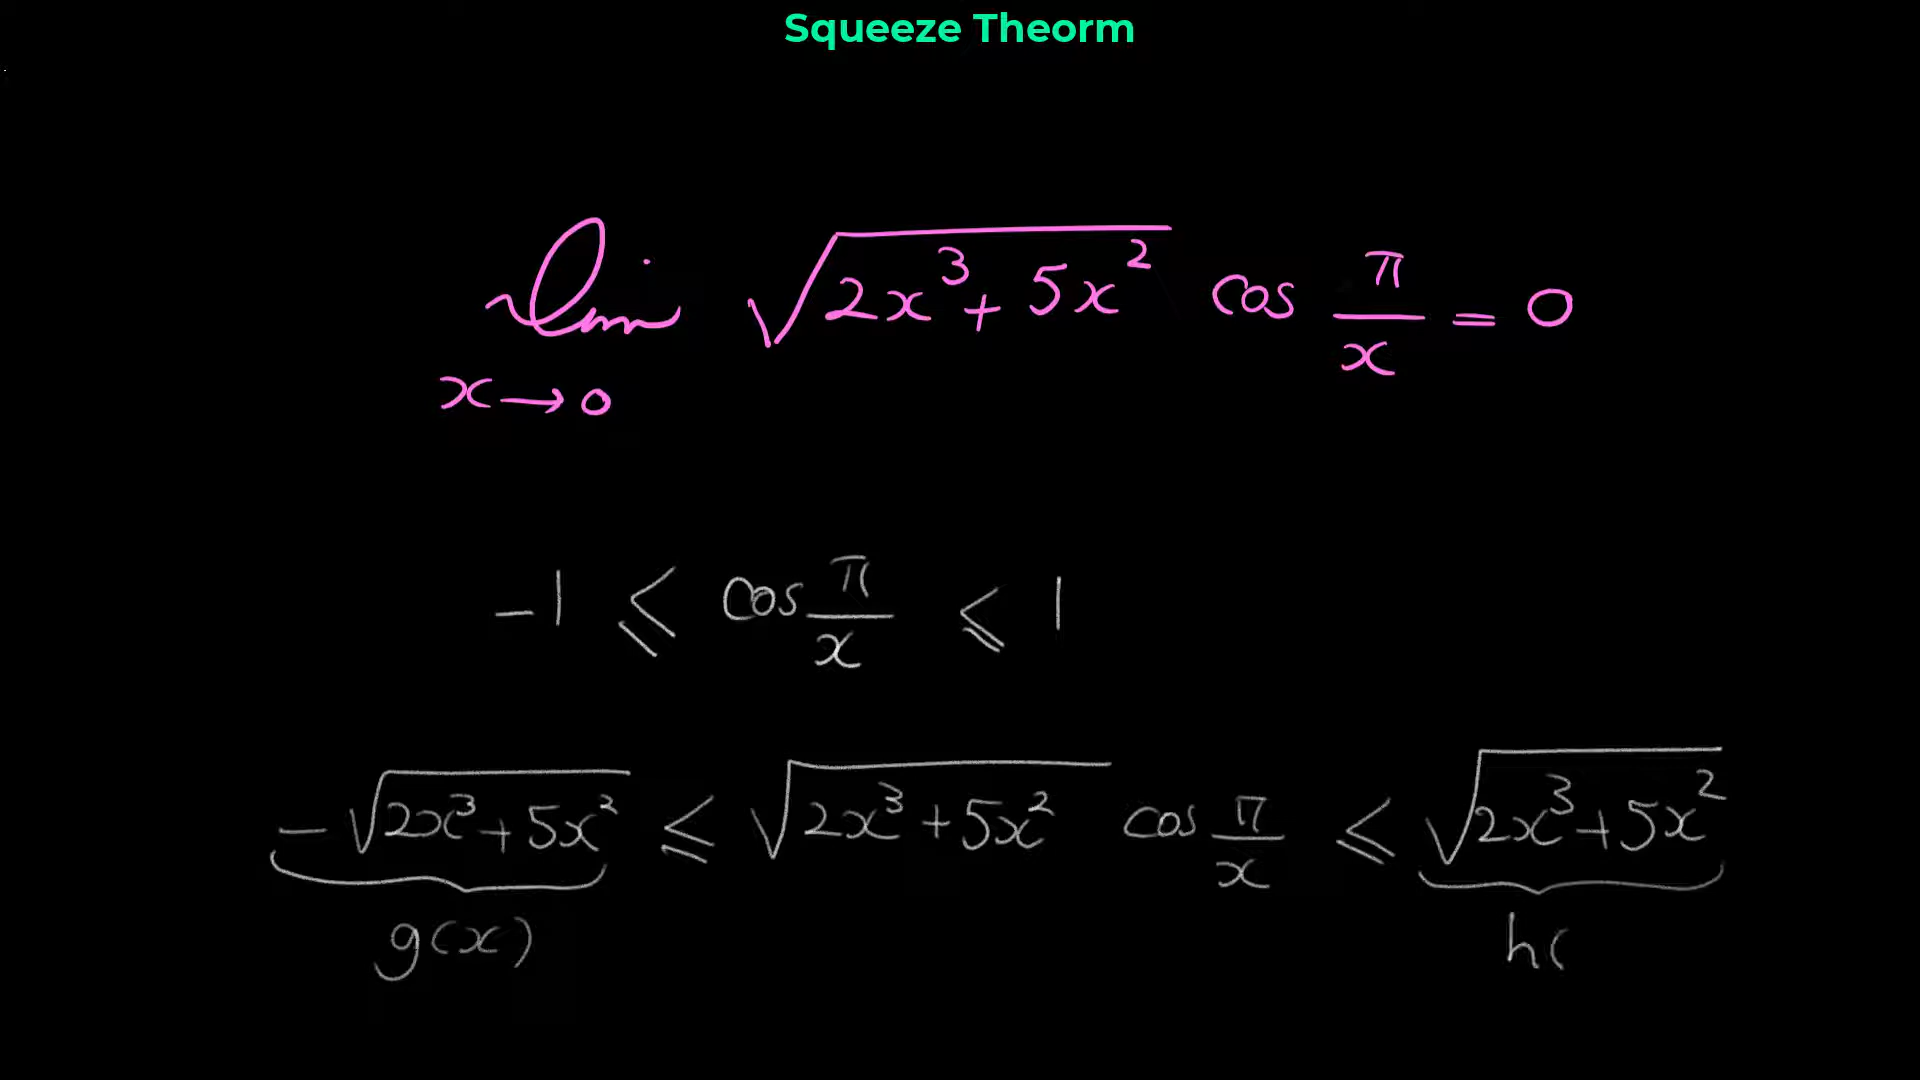 Squeeze Theorm
lim x→0 √(2x³+5x²) cos π/x = 0
-1 ≤ cos π/x ≤ 1
-√(2x³+5x²) ≤ √(2x³+5x²) cos π/x ≤ √(2x³+5x²)
g(x) h(